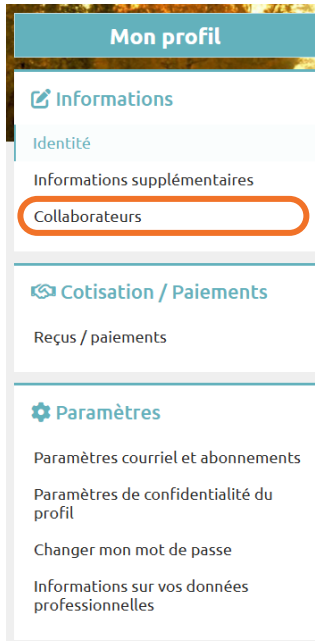 Mon profil
Informations
Identité
Informations supplémentaires
Collaborateurs
Cotisation / Paiements
Reçus / paiements
Paramètres
Paramètres courriel et abonnements
Paramètres de confidentialité du
profil
Changer mon mot de passe
Informations sur vos données
professionnelles